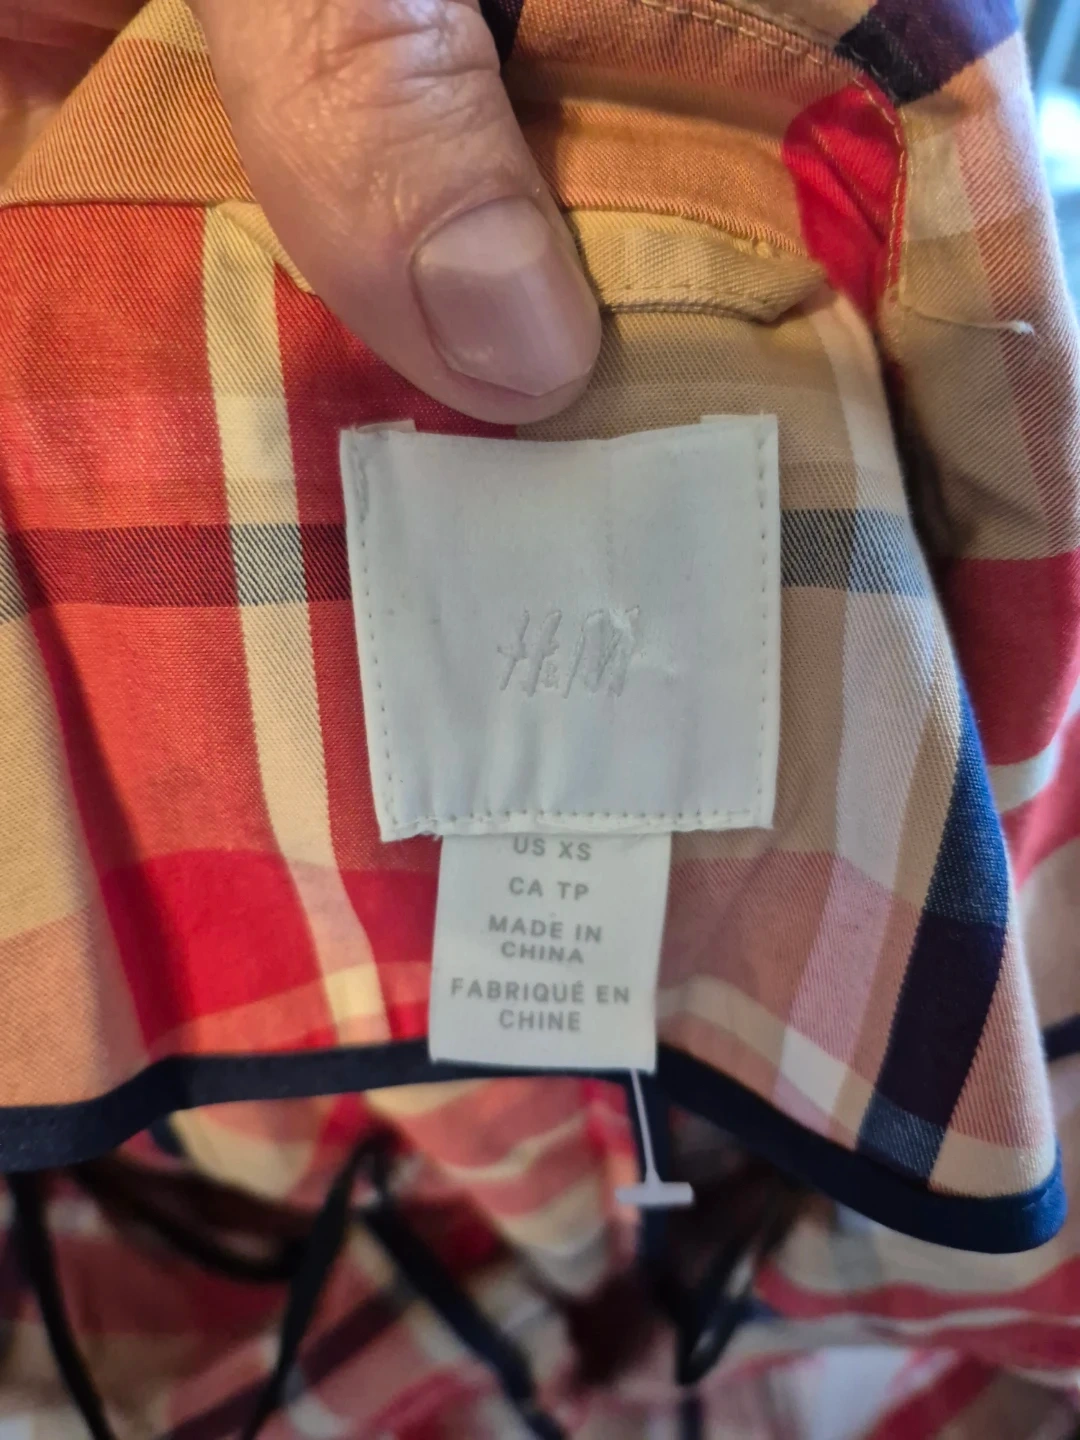 H&M
US XS
CA TP
MADE IN
CHINA
FABRIQUÉ EN
CHINE